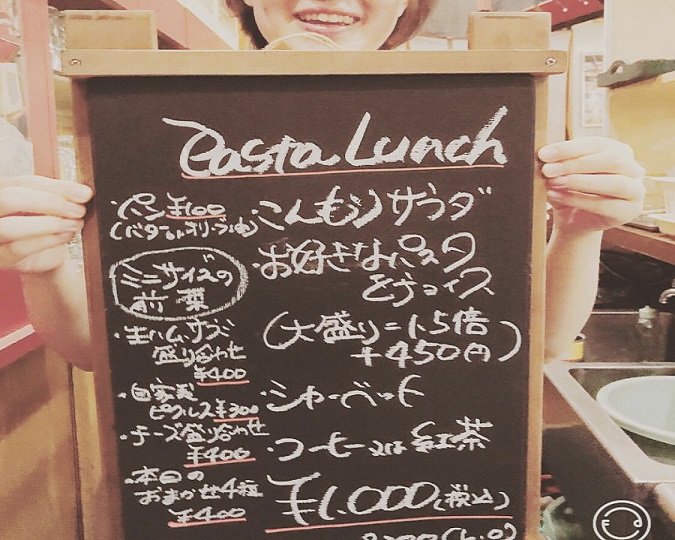 Pasta Lunch
・パン¥100
(バター or オリーブ油)
ミニサイズの
前菜
・生ハム、サラミ
盛り合わせ
¥400
・自家製
ピクルス¥300
・チーズ盛り合わせ
¥400
・本日の
おまかせ4種
¥400
・こんもりサラダ
・お好きなパスタ
をチョイス
(大盛り=1.5倍
+450円)
・シャーベット
・コーヒー又は紅茶
¥1,000(税込)